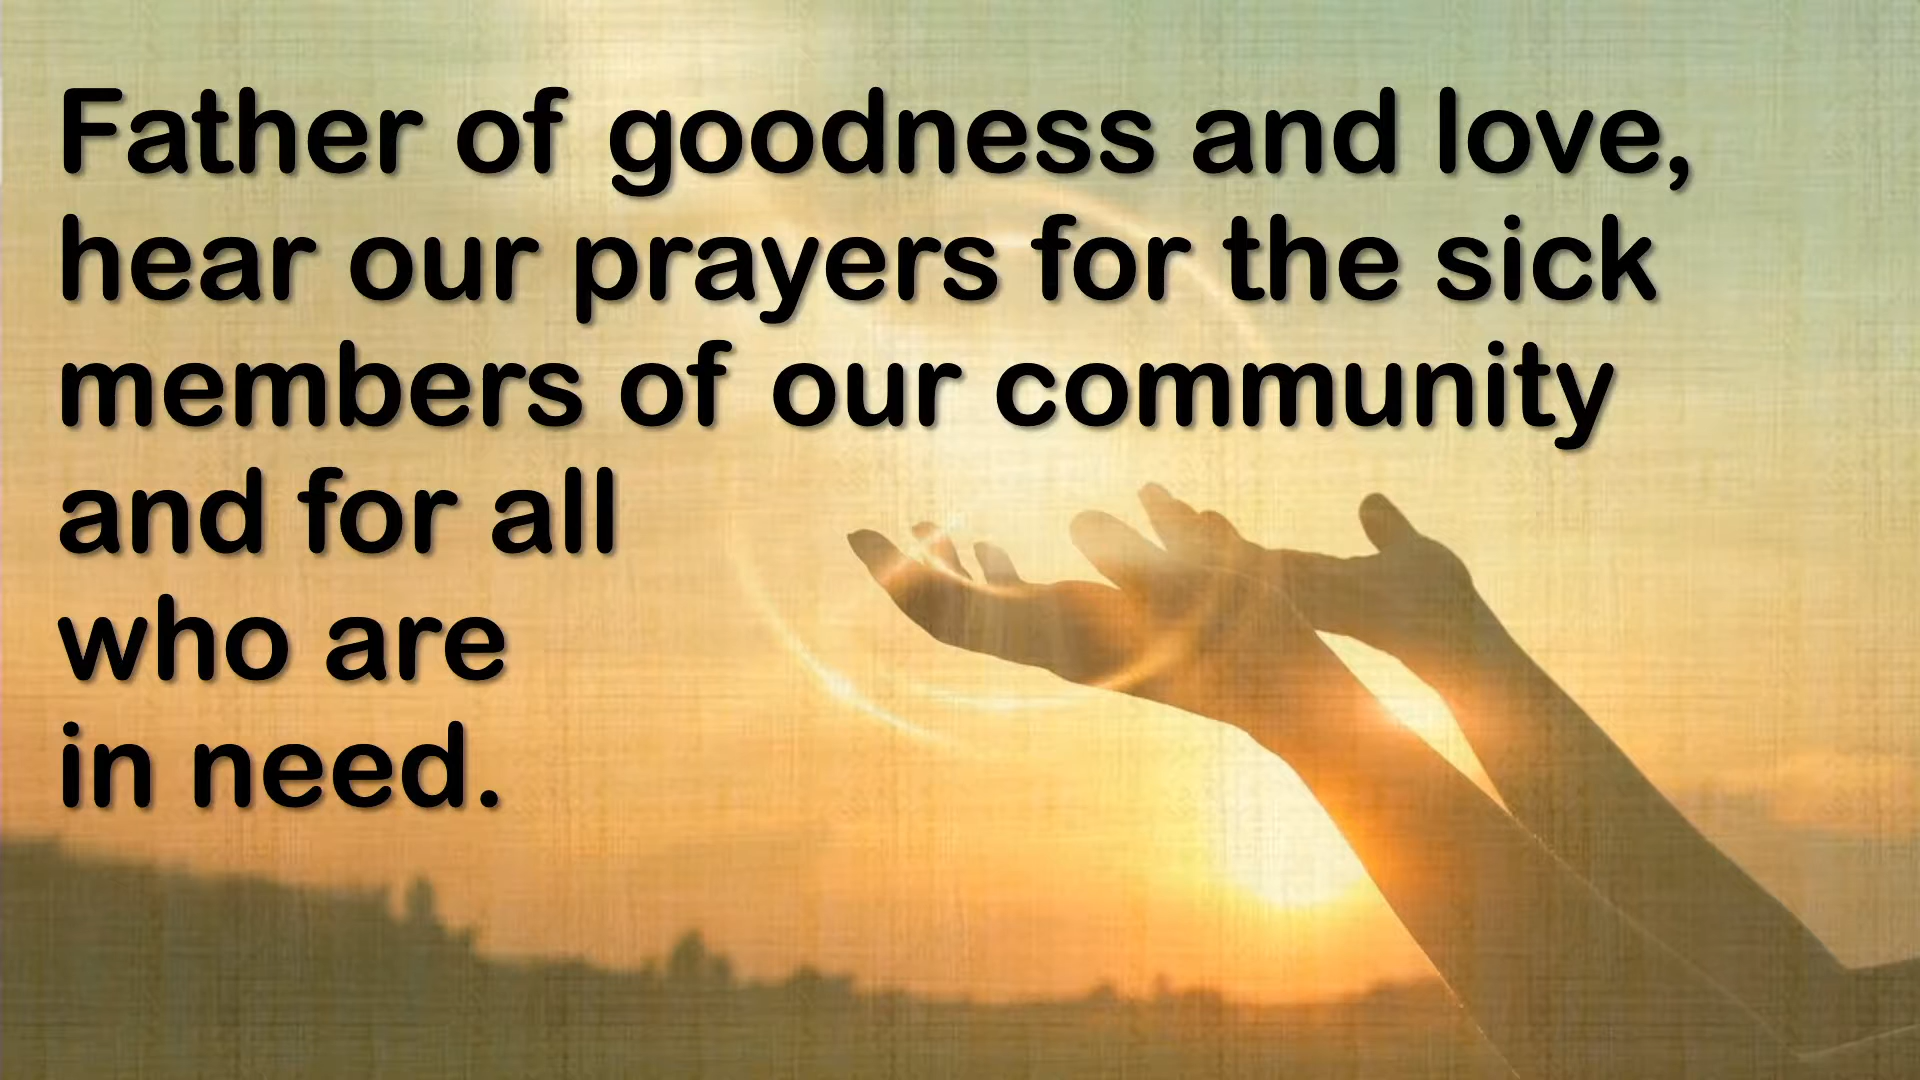 Father of goodness and love,
hear our prayers for the sick
members of our community
and for all
who are
in need.